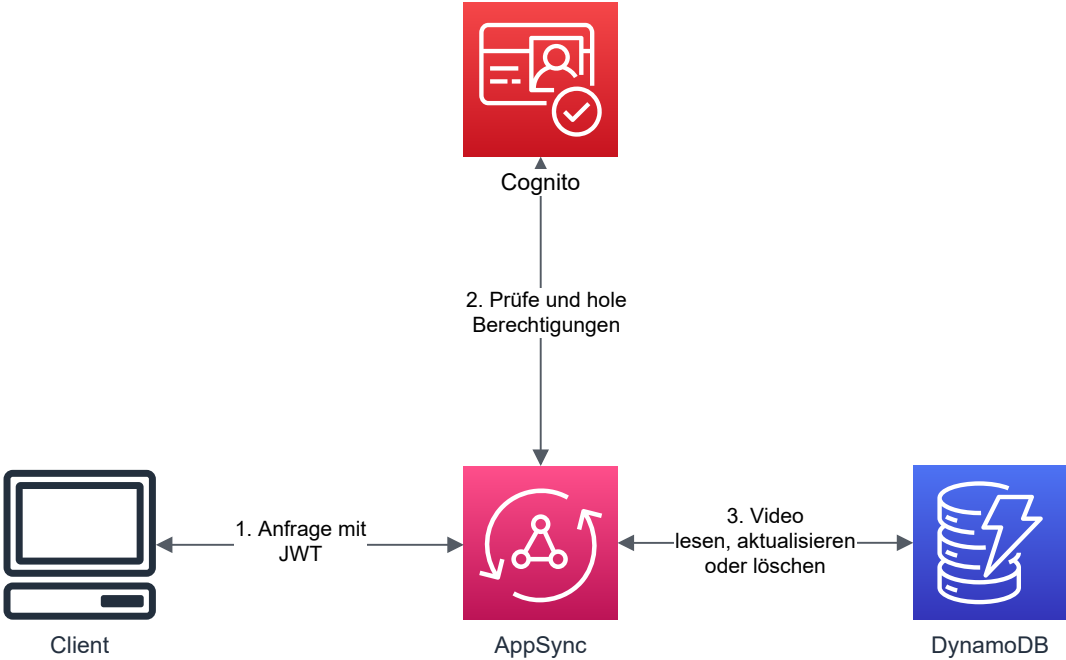 Cognito
2. Prüfe und hole
Berechtigungen
1. Anfrage mit
JWT
3. Video
lesen, aktualisieren
oder löschen
Client
AppSync
DynamoDB